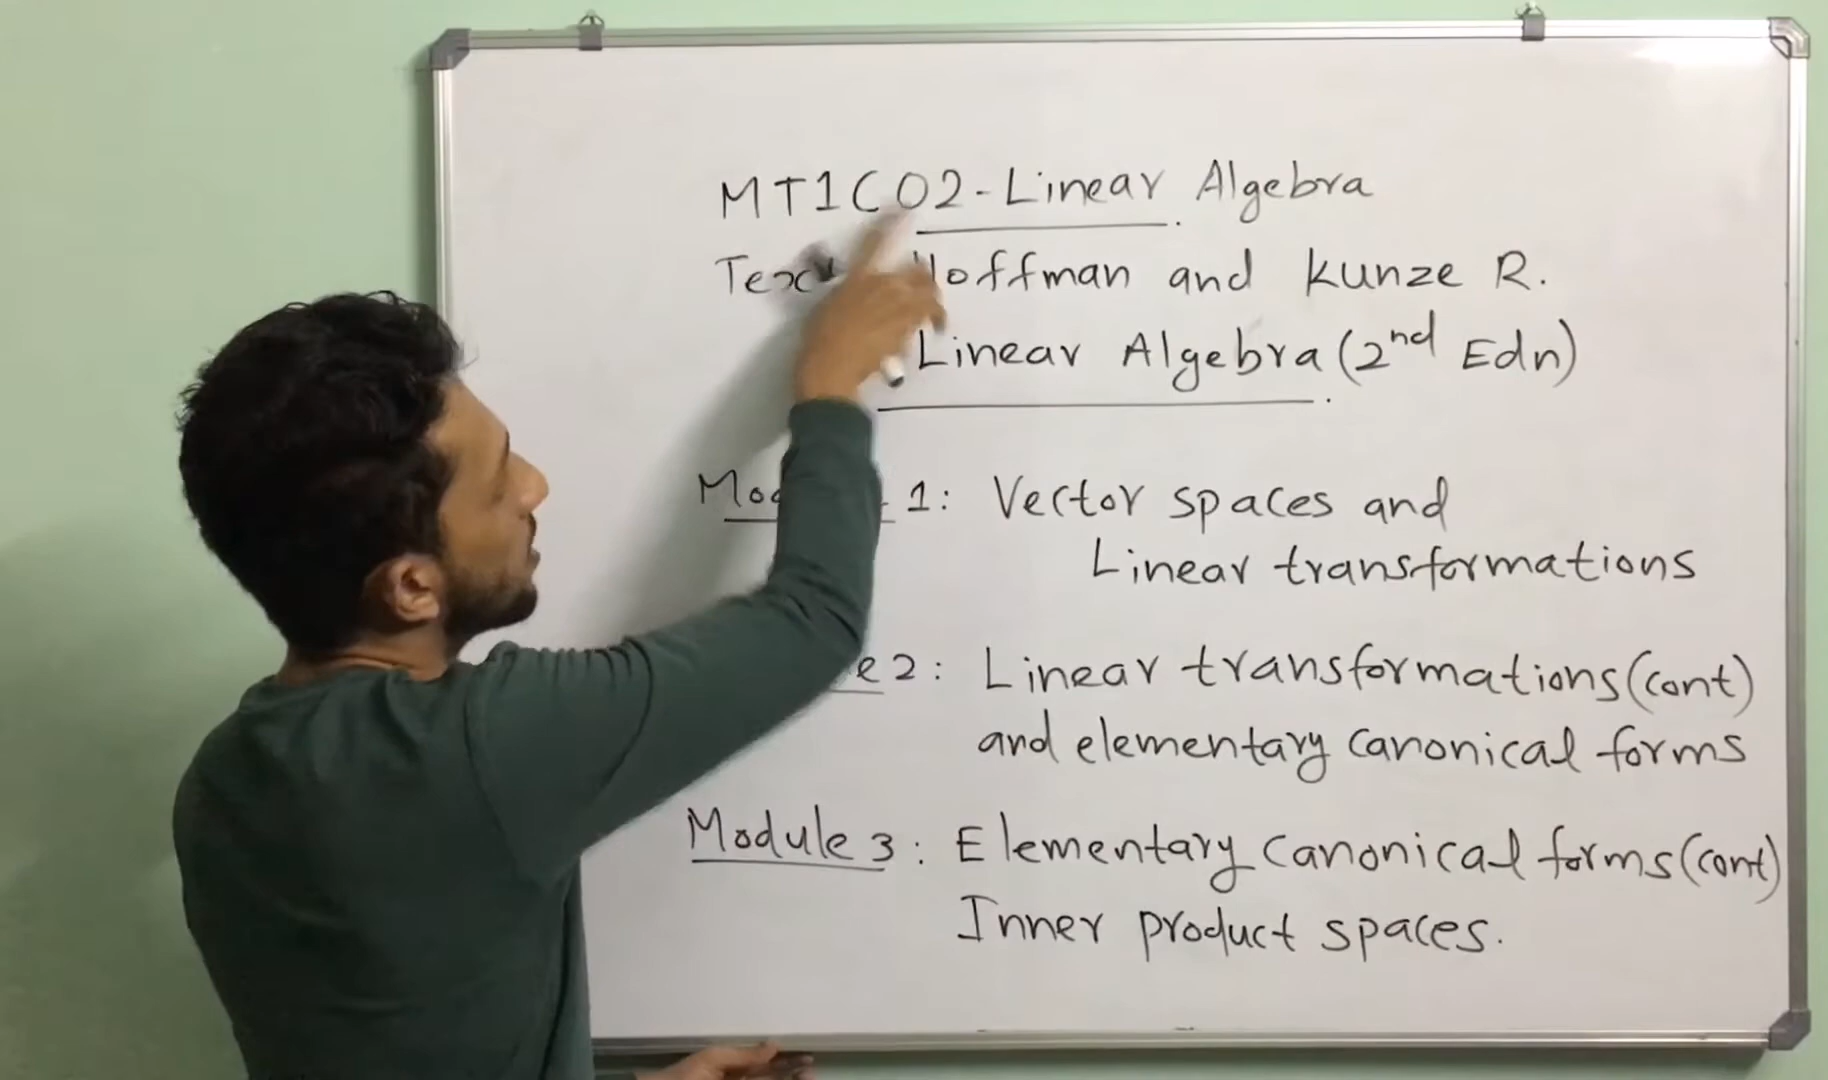 MT1C02-Linear Algebra
Text Hoffman and Kunze R.
Linear Algebra (2nd Edn)
1: Vector spaces and
Linear transformations
2: Linear transformations (cont)
and elementary canonical forms
Module 3: Elementary canonical forms (cont)
Inner product spaces.